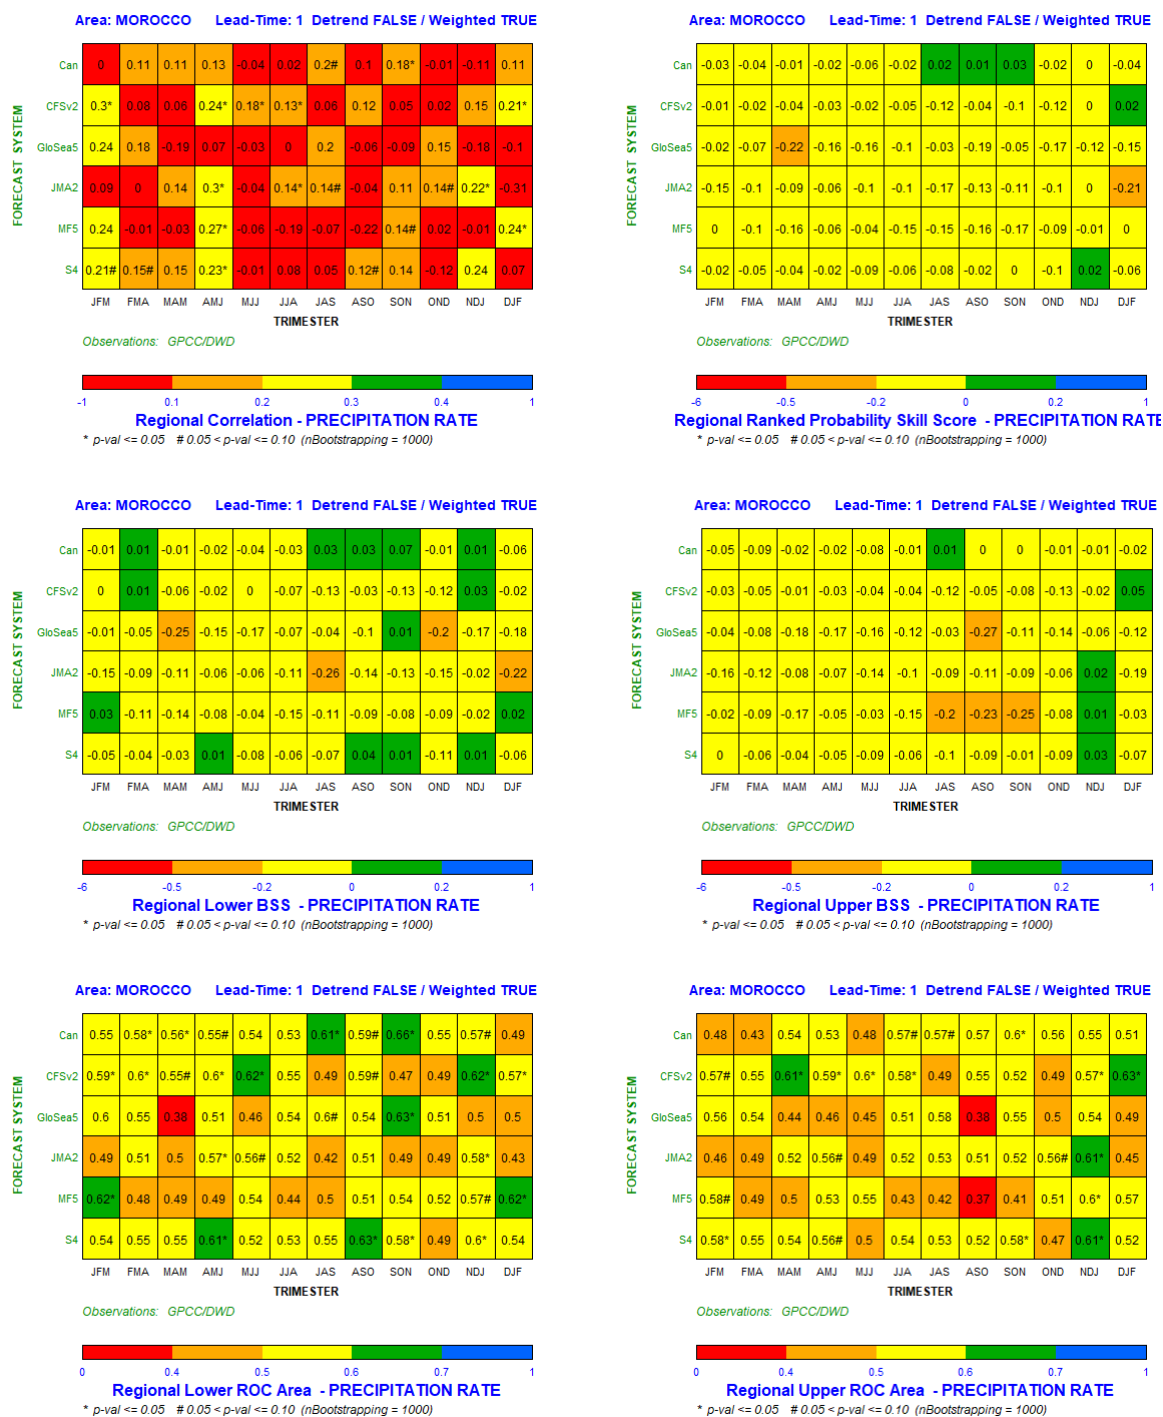 Area: MOROCCO Lead-Time: 1 Detrend FALSE / Weighted TRUE
FORECAST SYSTEM
Can 0 0.11 0.11 0.13 -0.04 0.02 0.2# 0.1 0.18* -0.01 -0.11 0.11
CFSv2 0.3* 0.08 0.06 0.24* 0.18* 0.13* 0.06 0.12 0.05 0.02 0.15 0.21*
GloSea5 0.24 0.18 -0.19 0.07 -0.03 0 0.2 -0.06 -0.09 0.15 -0.18 -0.1
JMA2 0.09 0 0.14 0.3* -0.04 0.14* 0.14# -0.04 0.11 0.14# 0.22* -0.31
MF5 0.24 -0.01 -0.03 0.27* -0.06 -0.19 -0.07 -0.22 0.14# 0.02 -0.01 0.24*
S4 0.21# 0.15# 0.15 0.23* -0.01 0.08 0.05 0.12# 0.14 -0.12 0.24 0.07
JFM FMA MAM AMJ MJJ JJA JAS ASO SON OND NDJ DJF
TRIMESTER
Observations: GPCC/DWD
-1 0.1 0.2 0.3 0.4 1
Regional Correlation - PRECIPITATION RATE
* p-val <= 0.05 # 0.05 < p-val <= 0.10 (nBootstrapping = 1000)
Area: MOROCCO Lead-Time: 1 Detrend FALSE / Weighted TRUE
FORECAST SYSTEM
Can -0.03 -0.04 -0.01 -0.02 -0.06 -0.02 0.02 0.01 0.03 -0.02 0 -0.04
CFSv2 -0.01 -0.02 -0.04 -0.03 -0.02 -0.05 -0.12 -0.04 -0.1 -0.12 0 0.02
GloSea5 -0.02 -0.07 -0.22 -0.16 -0.16 -0.1 -0.03 -0.19 -0.05 -0.17 -0.12 -0.15
JMA2 -0.15 -0.1 -0.09 -0.06 -0.1 -0.1 -0.17 -0.13 -0.11 -0.1 0 -0.21
MF5 0 -0.1 -0.16 -0.06 -0.04 -0.15 -0.15 -0.16 -0.17 -0.09 -0.01 0
S4 -0.02 -0.05 -0.04 -0.02 -0.09 -0.06 -0.08 -0.02 0 -0.1 0.02 -0.06
JFM FMA MAM AMJ MJJ JJA JAS ASO SON OND NDJ DJF
TRIMESTER
Observations: GPCC/DWD
-6 -0.5 -0.2 0 0.2 1
Regional Ranked Probability Skill Score - PRECIPITATION RATE
* p-val <= 0.05 # 0.05 < p-val <= 0.10 (nBootstrapping = 1000)
Area: MOROCCO Lead-Time: 1 Detrend FALSE / Weighted TRUE
FORECAST SYSTEM
Can -0.01 0.01 -0.01 -0.02 -0.04 -0.03 0.03 0.03 0.07 -0.01 0.01 -0.06
CFSv2 0 0.01 -0.06 -0.02 0 -0.07 -0.13 -0.03 -0.13 -0.12 0.03 -0.02
GloSea5 -0.01 -0.05 -0.25 -0.15 -0.17 -0.07 -0.04 -0.1 0.01 -0.2 -0.17 -0.18
JMA2 -0.15 -0.09 -0.11 -0.06 -0.06 -0.11 -0.26 -0.14 -0.13 -0.15 -0.02 -0.22
MF5 0.03 -0.11 -0.14 -0.08 -0.04 -0.15 -0.11 -0.09 -0.08 -0.09 -0.02 0.02
S4 -0.05 -0.04 -0.03 0.01 -0.08 -0.06 -0.07 0.04 0.01 -0.11 0.01 -0.06
JFM FMA MAM AMJ MJJ JJA JAS ASO SON OND NDJ DJF
TRIMESTER
Observations: GPCC/DWD
-6 -0.5 -0.2 0 0.2 1
Regional Lower BSS - PRECIPITATION RATE
* p-val <= 0.05 # 0.05 < p-val <= 0.10 (nBootstrapping = 1000)
Area: MOROCCO Lead-Time: 1 Detrend FALSE / Weighted TRUE
FORECAST SYSTEM
Can -0.05 -0.09 -0.02 -0.02 -0.08 -0.01 0.01 0 0 -0.01 -0.01 -0.02
CFSv2 -0.03 -0.05 -0.01 -0.03 -0.04 -0.04 -0.12 -0.05 -0.08 -0.13 -0.02 0.05
GloSea5 -0.04 -0.08 -0.18 -0.17 -0.16 -0.12 -0.03 -0.27 -0.11 -0.14 -0.06 -0.12
JMA2 -0.16 -0.12 -0.08 -0.06 -0.14 -0.1 -0.09 -0.11 -0.09 -0.06 0.02 -0.19
MF5 -0.02 -0.09 -0.17 -0.05 -0.03 -0.15 -0.2 -0.23 -0.25 -0.08 0.01 -0.03
S4 0 -0.06 -0.04 -0.05 -0.09 -0.06 -0.1 -0.09 -0.01 -0.09 0.03 -0.07
JFM FMA MAM AMJ MJJ JJA JAS ASO SON OND NDJ DJF
TRIMESTER
Observations: GPCC/DWD
-6 -0.5 -0.2 0 0.2 1
Regional Upper BSS - PRECIPITATION RATE
* p-val <= 0.05 # 0.05 < p-val <= 0.10 (nBootstrapping = 1000)
Area: MOROCCO Lead-Time: 1 Detrend FALSE / Weighted TRUE
FORECAST SYSTEM
Can 0.55 0.58* 0.56* 0.55# 0.54 0.53 0.61* 0.59# 0.66* 0.55 0.57# 0.49
CFSv2 0.59* 0.6* 0.55# 0.6* 0.62* 0.55 0.49 0.59# 0.47 0.49 0.62* 0.57*
GloSea5 0.6 0.55 0.38 0.51 0.46 0.54 0.6# 0.54 0.63* 0.51 0.5 0.5
JMA2 0.49 0.51 0.5 0.57* 0.56# 0.52 0.42 0.51 0.49 0.49 0.58* 0.43
MF5 0.62* 0.48 0.49 0.49 0.54 0.44 0.5 0.51 0.54 0.52 0.57# 0.62*
S4 0.54 0.55 0.55 0.61* 0.52 0.53 0.55 0.63* 0.58* 0.49 0.6* 0.54
JFM FMA MAM AMJ MJJ JJA JAS ASO SON OND NDJ DJF
TRIMESTER
Observations: GPCC/DWD
0 0.4 0.5 0.6 0.7 1
Regional Lower ROC Area - PRECIPITATION RATE
* p-val <= 0.05 # 0.05 < p-val <= 0.10 (nBootstrapping = 1000)
Area: MOROCCO Lead-Time: 1 Detrend FALSE / Weighted TRUE
FORECAST SYSTEM
Can 0.48 0.43 0.54 0.53 0.48 0.57# 0.57# 0.57 0.6* 0.56 0.55 0.51
CFSv2 0.57# 0.55 0.61* 0.59* 0.6* 0.58* 0.49 0.55 0.52 0.49 0.57* 0.63*
GloSea5 0.56 0.54 0.44 0.46 0.45 0.51 0.58 0.38 0.55 0.5 0.54 0.49
JMA2 0.46 0.49 0.52 0.56# 0.49 0.52 0.53 0.51 0.52 0.56# 0.61* 0.45
MF5 0.58# 0.49 0.5 0.53 0.55 0.43 0.42 0.37 0.41 0.51 0.6* 0.57
S4 0.58* 0.55 0.54 0.56# 0.5 0.54 0.53 0.52 0.58* 0.47 0.61* 0.52
JFM FMA MAM AMJ MJJ JJA JAS ASO SON OND NDJ DJF
TRIMESTER
Observations: GPCC/DWD
0 0.4 0.5 0.6 0.7 1
Regional Upper ROC Area - PRECIPITATION RATE
* p-val <= 0.05 # 0.05 < p-val <= 0.10 (nBootstrapping = 1000)